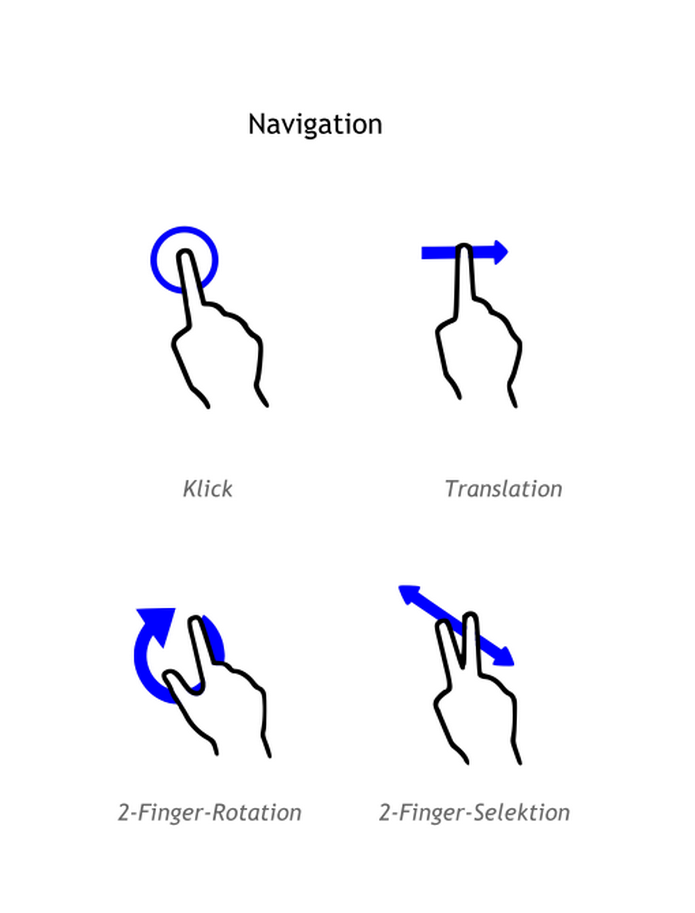 Navigation
Klick
Translation
2-Finger-Rotation
2-Finger-Selektion